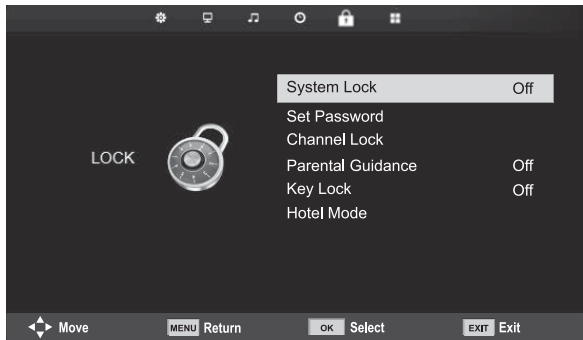 System Lock Off
Set Password
Channel Lock
LOCK
Parental Guidance Off
Key Lock Off
Hotel Mode
Move MENU Return OK Select EXIT Exit